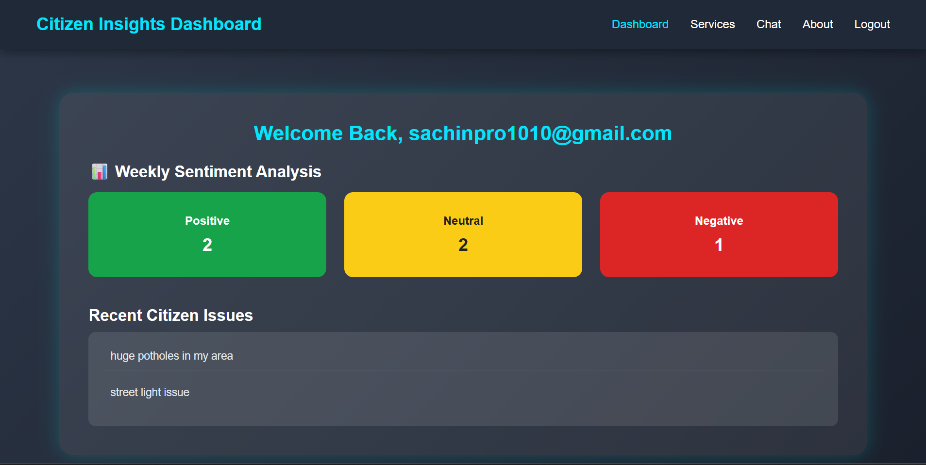 Citizen Insights Dashboard
Dashboard Services Chat About Logout
Welcome Back, sachinpro1010@gmail.com
📊 Weekly Sentiment Analysis
Positive Neutral Negative
2 2 1
Recent Citizen Issues
huge potholes in my area
street light issue